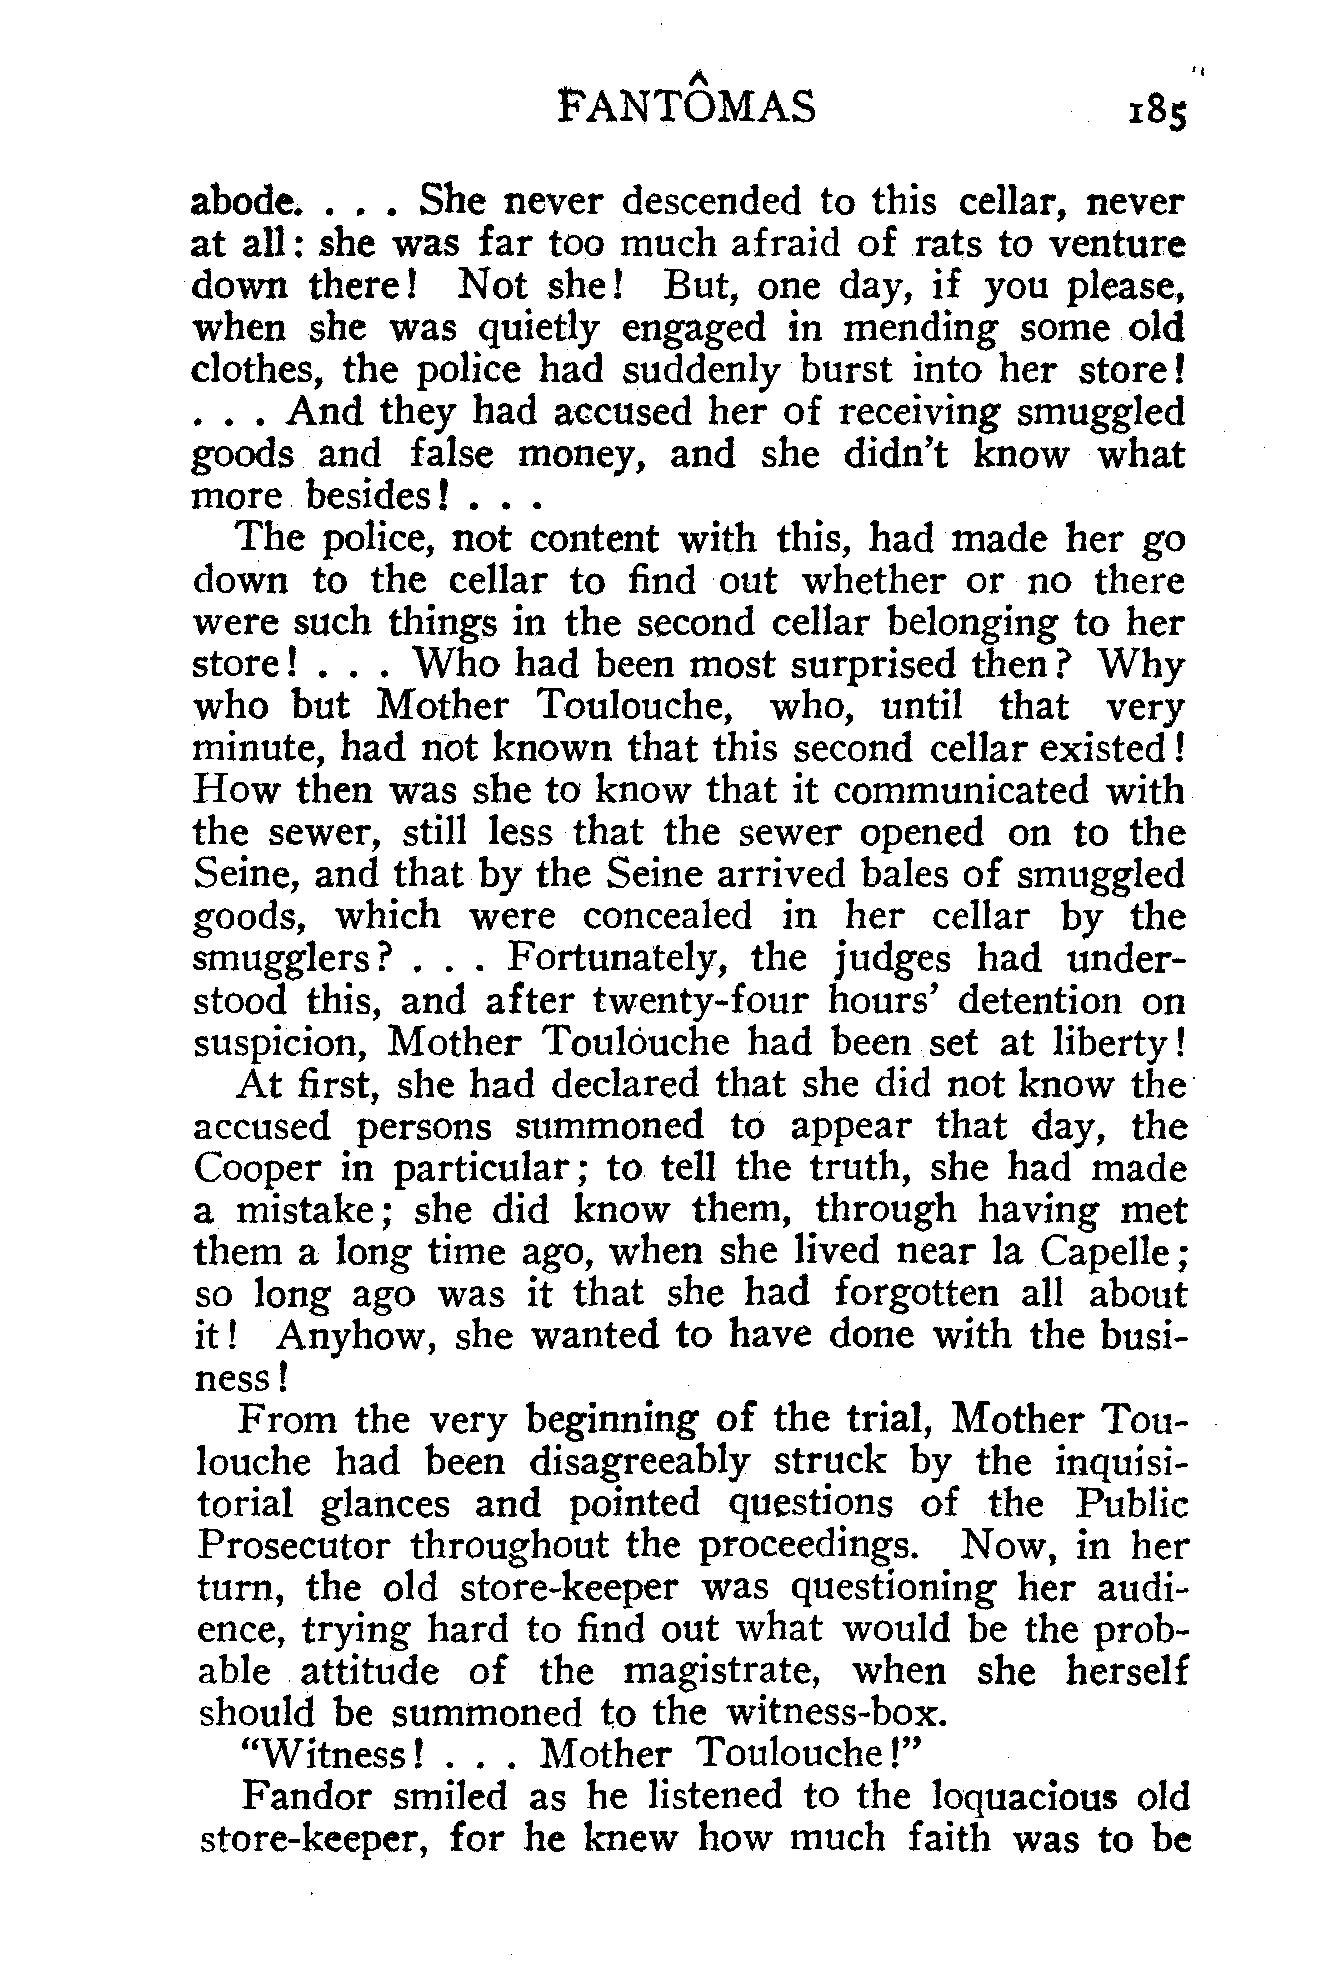 FANTÔMAS 185
abode. . . . She never descended to this cellar, never
at all: she was far too much afraid of rats to venture
down there! Not she! But, one day, if you please,
when she was quietly engaged in mending some old
clothes, the police had suddenly burst into her store!
. . . And they had accused her of receiving smuggled
goods and false money, and she didn't know what
more besides! . . .
The police, not content with this, had made her go
down to the cellar to find out whether or no there
were such things in the second cellar belonging to her
store! . . . Who had been most surprised then? Why
who but Mother Toulouche, who, until that very
minute, had not known that this second cellar existed!
How then was she to know that it communicated with
the sewer, still less that the sewer opened on to the
Seine, and that by the Seine arrived bales of smuggled
goods, which were concealed in her cellar by the
smugglers? . . . Fortunately, the judges had under-
stood this, and after twenty-four hours' detention on
suspicion, Mother Toulouche had been set at liberty!
At first, she had declared that she did not know the
accused persons summoned to appear that day, the
Cooper in particular; to tell the truth, she had made
a mistake; she did know them, through having met
them a long time ago, when she lived near la Capelle;
so long ago was it that she had forgotten all about
it! Anyhow, she wanted to have done with the busi-
ness!
From the very beginning of the trial, Mother Tou-
louche had been disagreeably struck by the inquisi-
torial glances and pointed questions of the Public
Prosecutor throughout the proceedings. Now, in her
turn, the old store-keeper was questioning her audi-
ence, trying hard to find out what would be the prob-
able attitude of the magistrate, when she herself
should be summoned to the witness-box.
"Witness! . . . Mother Toulouche!"
Fandor smiled as he listened to the loquacious old
store-keeper, for he knew how much faith was to be